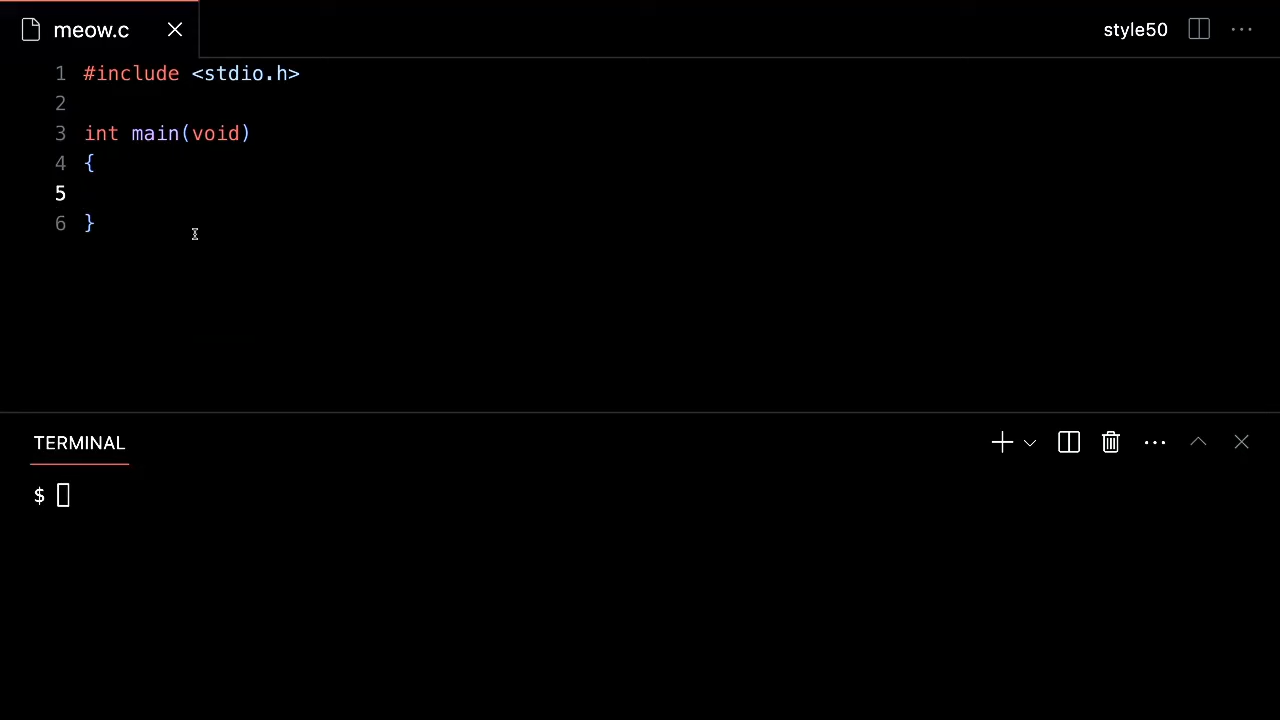 meow.c
style50
1 #include <stdio.h>
2
3 int main(void)
4 {
5
6 }
TERMINAL
$